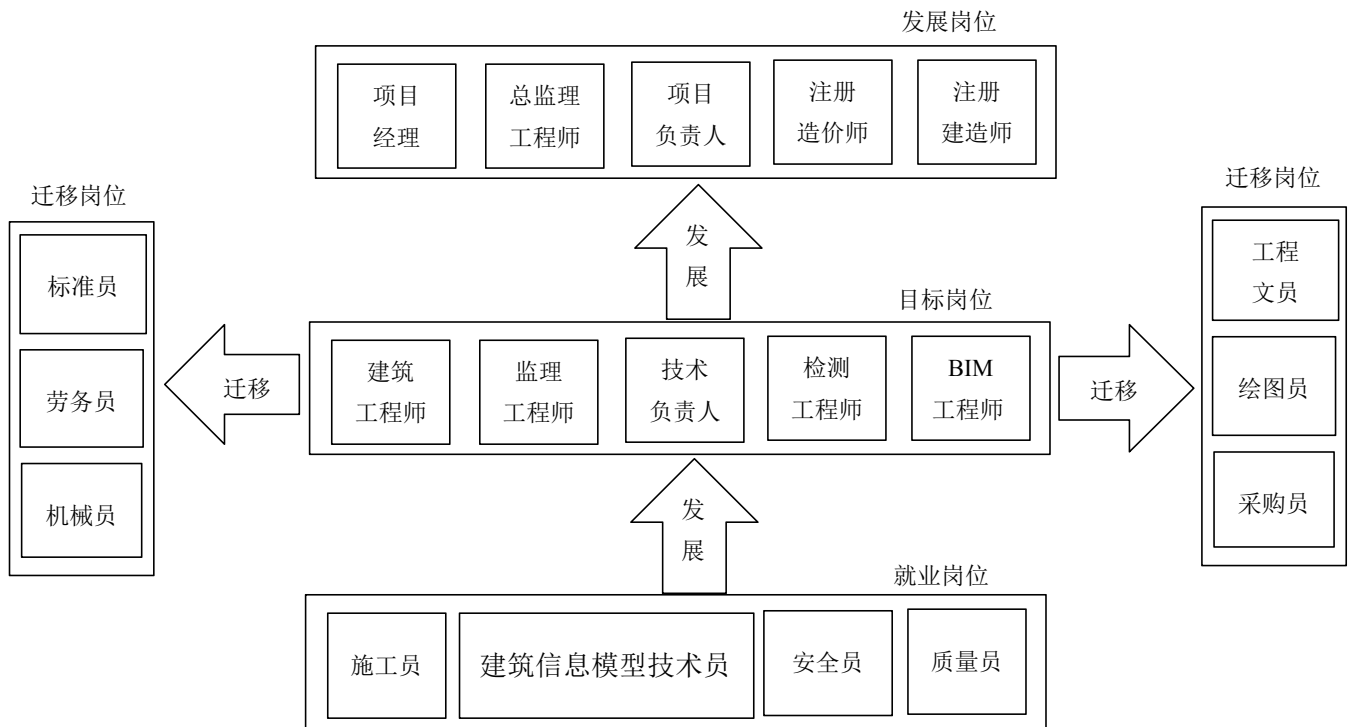 发展岗位
项目
经理
总监理
工程师
项目
负责人
注册
造价师
注册
建造师
迁移岗位
标准员
劳务员
机械员
发
展
迁移岗位
工程
文员
绘图员
采购员
目标岗位
迁移
建筑
工程师
监理
工程师
技术
负责人
检测
工程师
BIM
工程师
迁移
发
展
就业岗位
施工员
建筑信息模型技术员
安全员
质量员